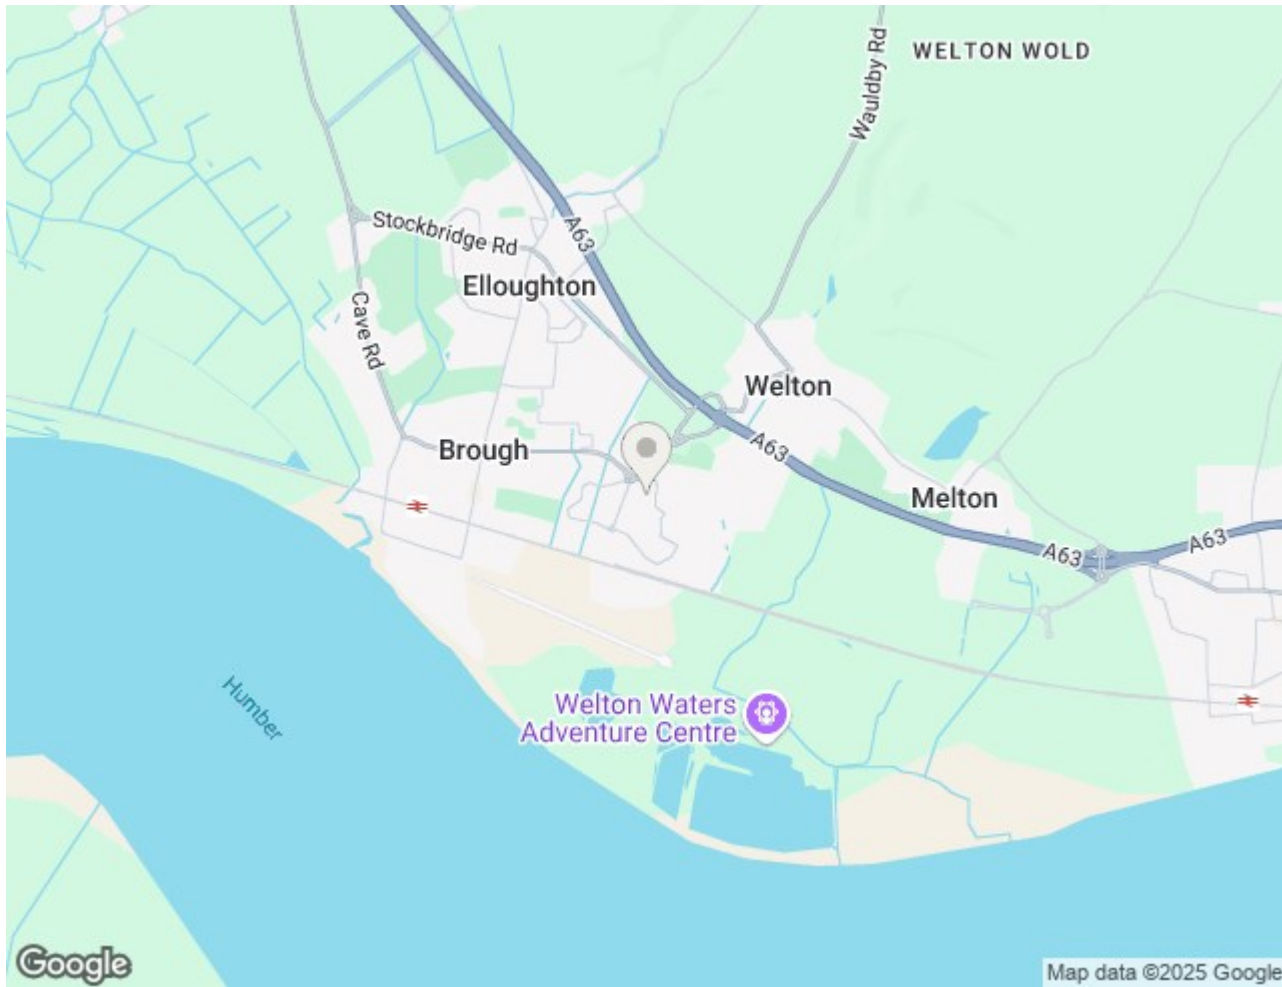 WELTON WOLD
Wauldby Rd
Stockbridge Rd
A63
Elloughton
Cave Rd
Welton
Brough
A63
Melton
A63
A63
Humber
Welton Waters
Adventure Centre
Google
Map data ©2025 Google